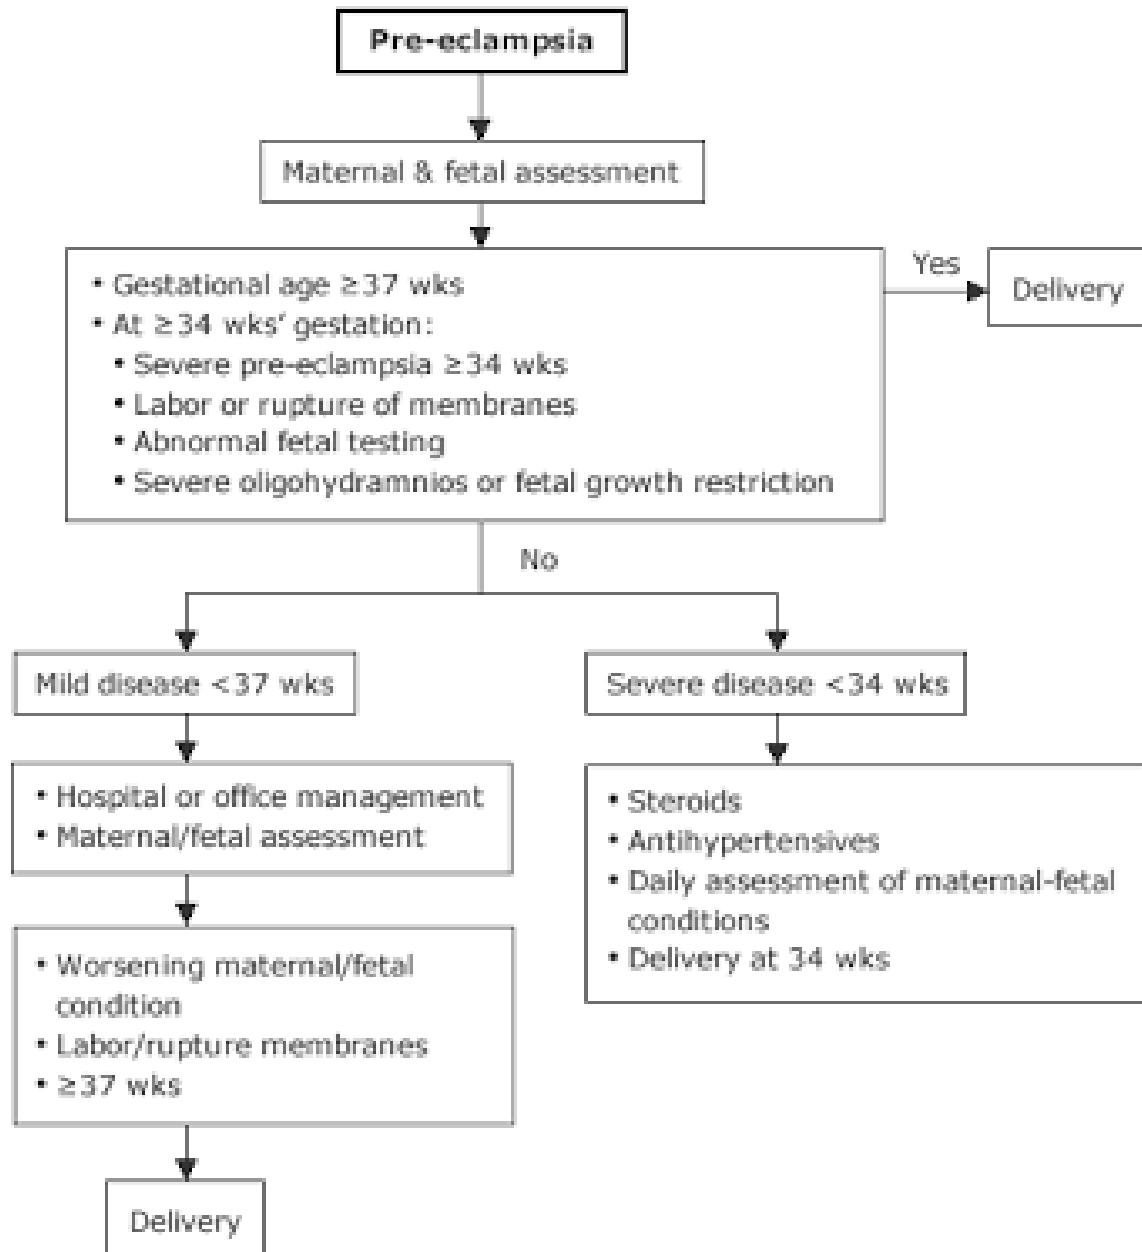 Pre-eclampsia
Maternal & fetal assessment
• Gestational age ≥37 wks
• At ≥34 wks' gestation:
• Severe pre-eclampsia ≥34 wks
• Labor or rupture of membranes
• Abnormal fetal testing
• Severe oligohydramnios or fetal growth restriction
Yes
Delivery
No
Mild disease <37 wks
• Hospital or office management
• Maternal/fetal assessment
• Worsening maternal/fetal
condition
• Labor/rupture membranes
• ≥37 wks
Delivery
Severe disease <34 wks
• Steroids
• Antihypertensives
• Daily assessment of maternal-fetal
conditions
• Delivery at 34 wks